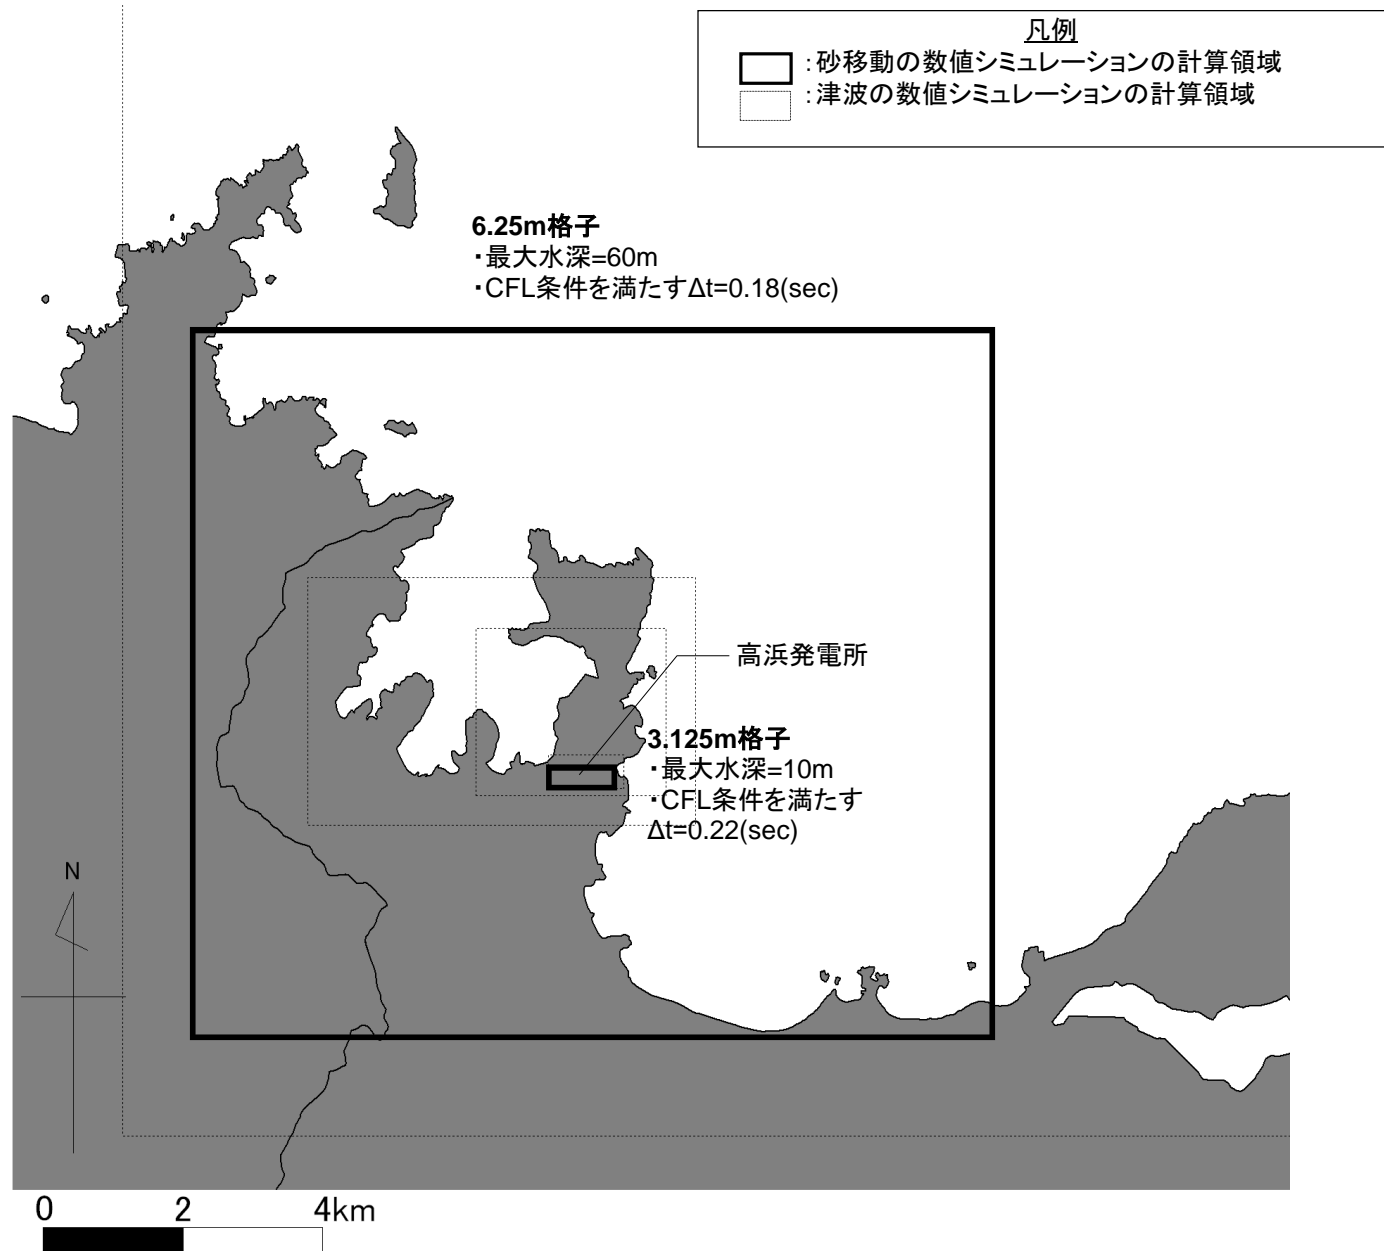 凡例
:砂移動の数値シミュレーションの計算領域
:津波の数値シミュレーションの計算領域
6.25m格子
・最大水深=60m
・CFL条件を満たすΔt=0.18(sec)
高浜発電所
3.125m格子
・最大水深=10m
・CFL条件を満たす
Δt=0.22(sec)
N
0 2 4km